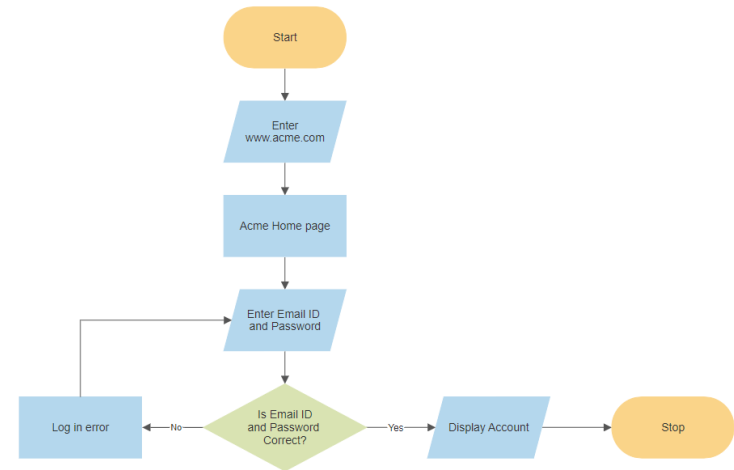 Start
Enter
www.acme.com
Acme Home page
Enter Email ID
and Password
Is Email ID
and Password
Correct?
No
Log in error
Yes
Display Account
Stop